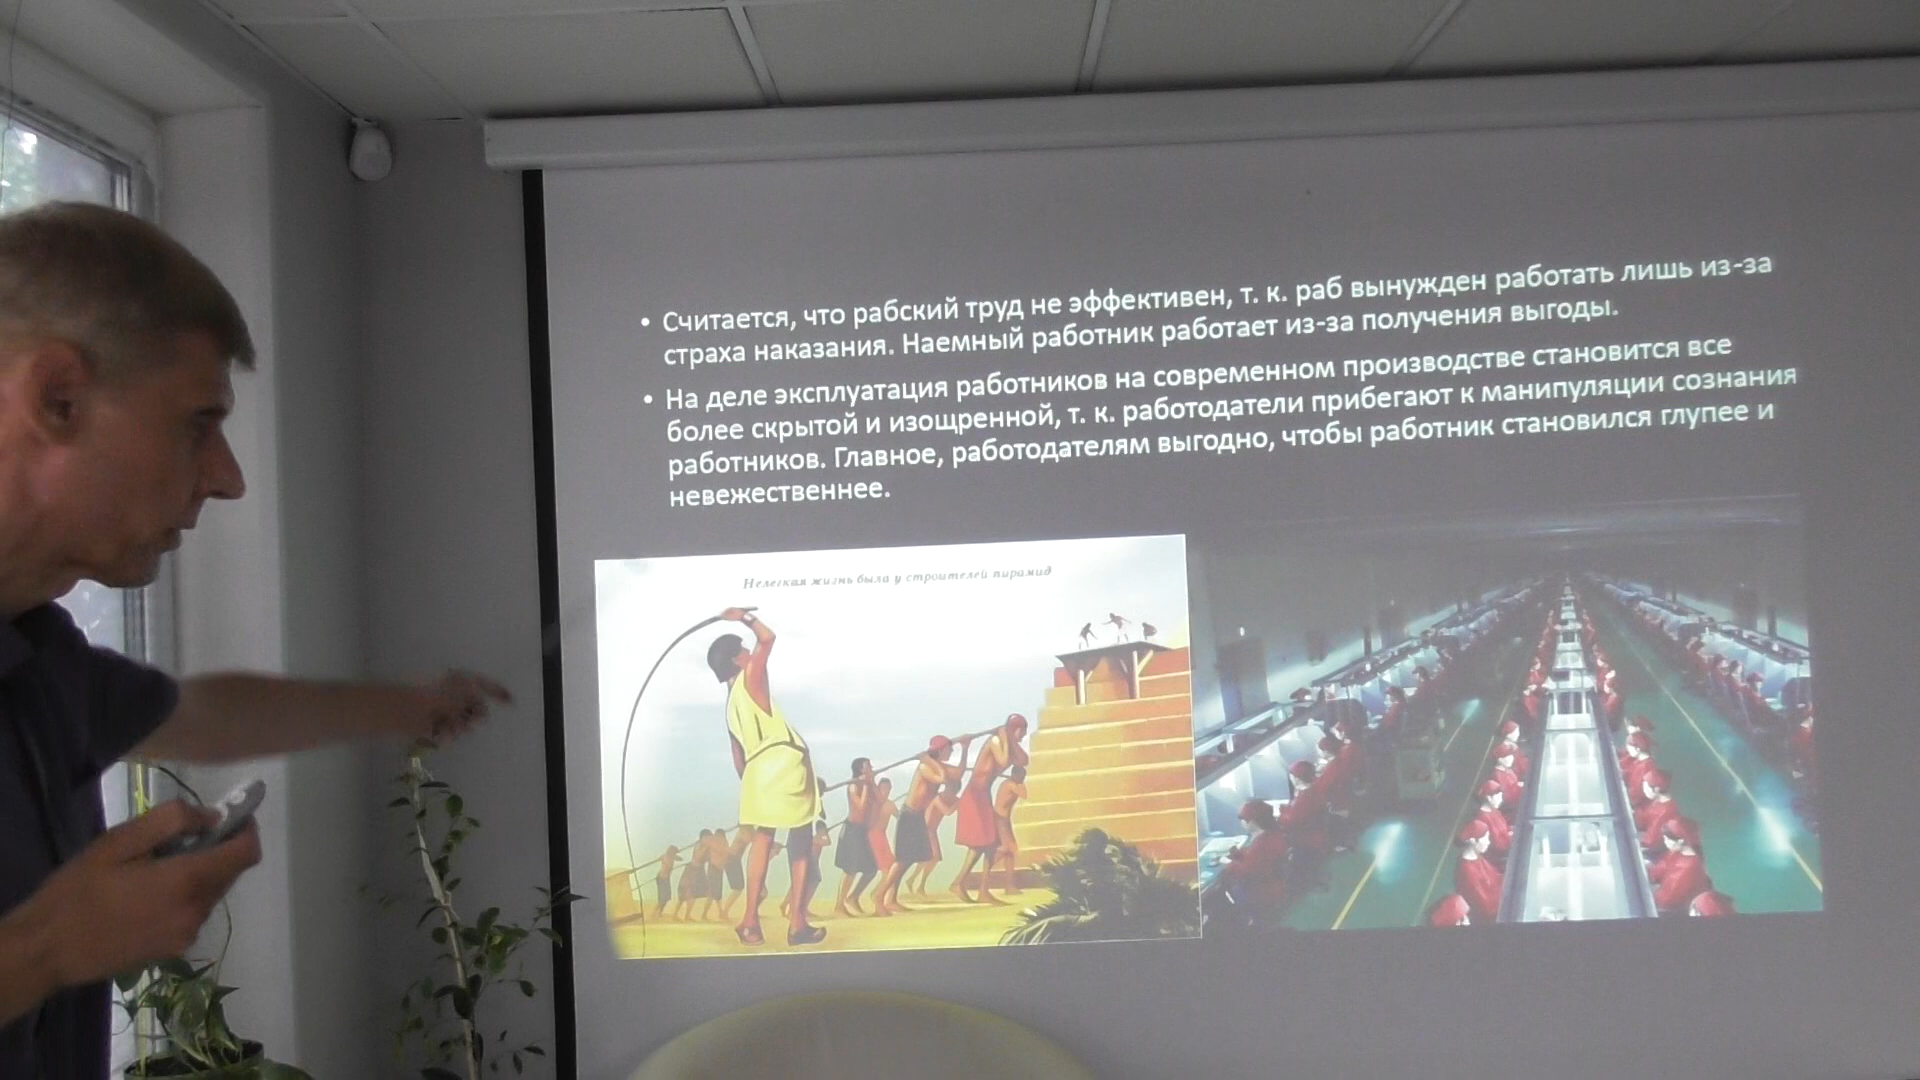 • Считается, что рабский труд не эффективен, т. к. раб вынужден работать лишь из-за
страха наказания. Наемный работник работает из-за получения выгоды.
• На деле эксплуатация работников на современном производстве становится все
более скрытой и изощренной, т. к. работодатели прибегают к манипуляции сознания
работников. Главное, работодателям выгодно, чтобы работник становился глупее и
невежественнее.
Нелегкая жизнь была у строителей пирамид